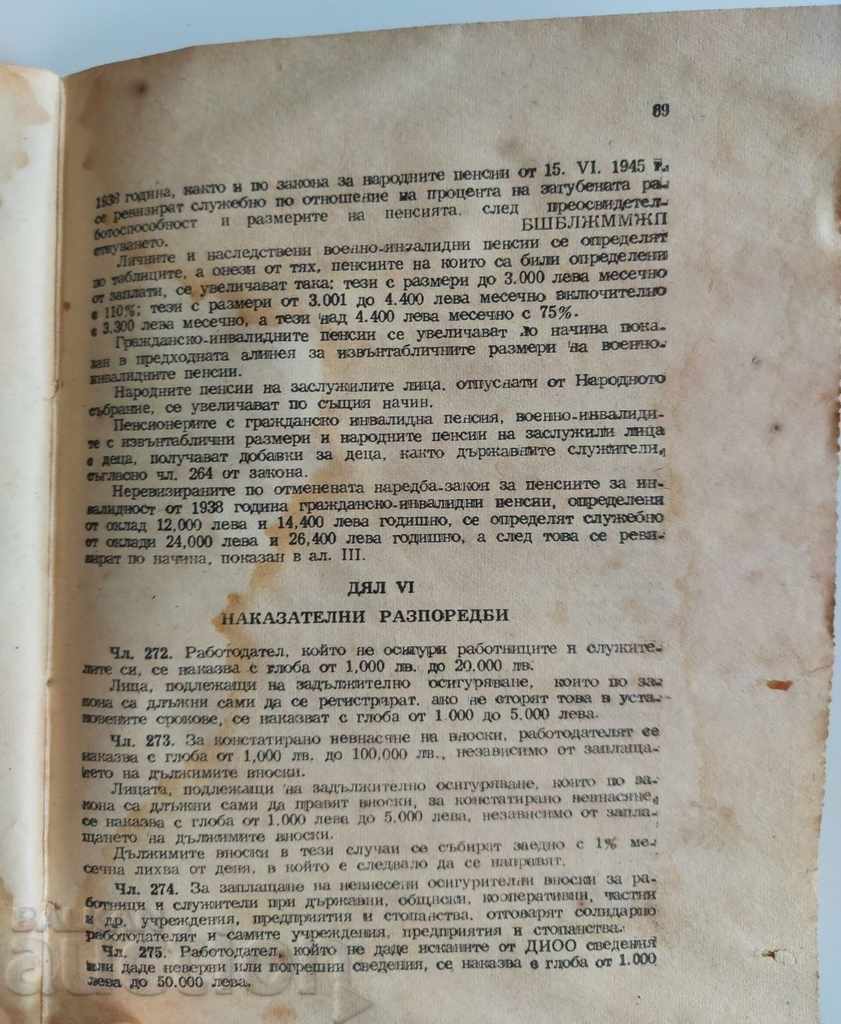 69
1938 година, както и по закона за народните пенсии от 15. VI. 1945 г.
се ревизират служебно по отношение на процента на загубената ра-
ботоспособност и размерите на пенсията. след преосвидетел-
ствуването. БШБЛЖММЖП
Личните и наследствени военно-инвалидни пенсии се определят
по таблиците, а онези от тях, пенсиите на които са били определени
от заплати, се увеличават така: тези с размери до 3.000 лева месечно
с 110%; тези с размери от 3.001 до 4.400 лева месечно включително
с 3.300 лева месечно, а тези над 4.400 лева месечно с 75%.
Гражданско-инвалидните пенсии се увеличават по начина пока-
зан в предходната алинея за извънтабличните размери на военно-
инвалидните пенсии.
Народните пенсии на заслужилите лица. отпуснати от Народното
събрание, се увеличават по същия начин.
Пенсионерите с гражданско инвалидна пенсия, военно-инвалиди-
те с извънтаблични размери и народните пенсии на заслужили лица
с деца, получават добавки за деца, както държавните служители,
съгласно чл. 264 от закона.
Неревизираните по отменевата наредба-закон за пенсиите за ин-
валидност от 1938 година гражданско-инвалидни пенсии, определени
от оклад 12,000 лева и 14,400 лева годишно, се определят служебно
от оклади 24,000 лева и 26,400 лева годишно, а след това се реви-
зират по начина, показан в ал. III.
ДЯЛ VI
НАКАЗАТЕЛНИ РАЗПОРЕДБИ
Чл. 272. Работодател, който не осигури работниците и служите-
лите си, се наказва с глоба от 1,000 лв. до 20.000 лв.
Лица, подлежащи на задължително осигуряване, които по за-
кона са длъжни сами да се регистрират. ако не сторят това в уста-
новените срокове, се наказват с глоба от 1.000 до 5.000 лева.
Чл. 273. За констатирано невнасяне на вноски, работодателят се
наказва с глоба от 1,000 лв. до 100,000 лв., независимо от заплаща-
нето на дължимите вноски.
Лицата, подлежащи на задължително осигуряване, които по за-
кона са длъжни сами да правят вноски, за констатирано невнасяне,
се наказва с глоба от 1.000 лева до 5.000 лева, независимо от запла-
щането на дължимите вноски.
Дължимите вноски в тези случаи се събират заедно с 1% ме-
сечна лихва от деня, в който е следвало да се направят.
Чл. 274. За заплащане на невнесени осигурителни вноски за ра-
ботници и служители при държавни, общаски, кооперативни, частни
и др. учреждения, предприятия и стопанства, отговарят солидарно
работодателят и самите учреждения, предприятия и стопанства.
Чл. 275. Работодател, който не даде исканите от ДИОО сведения
или даде неверни или погрешни сведения, се наказва с глоба от 1.000
лева до 50.000 лева.